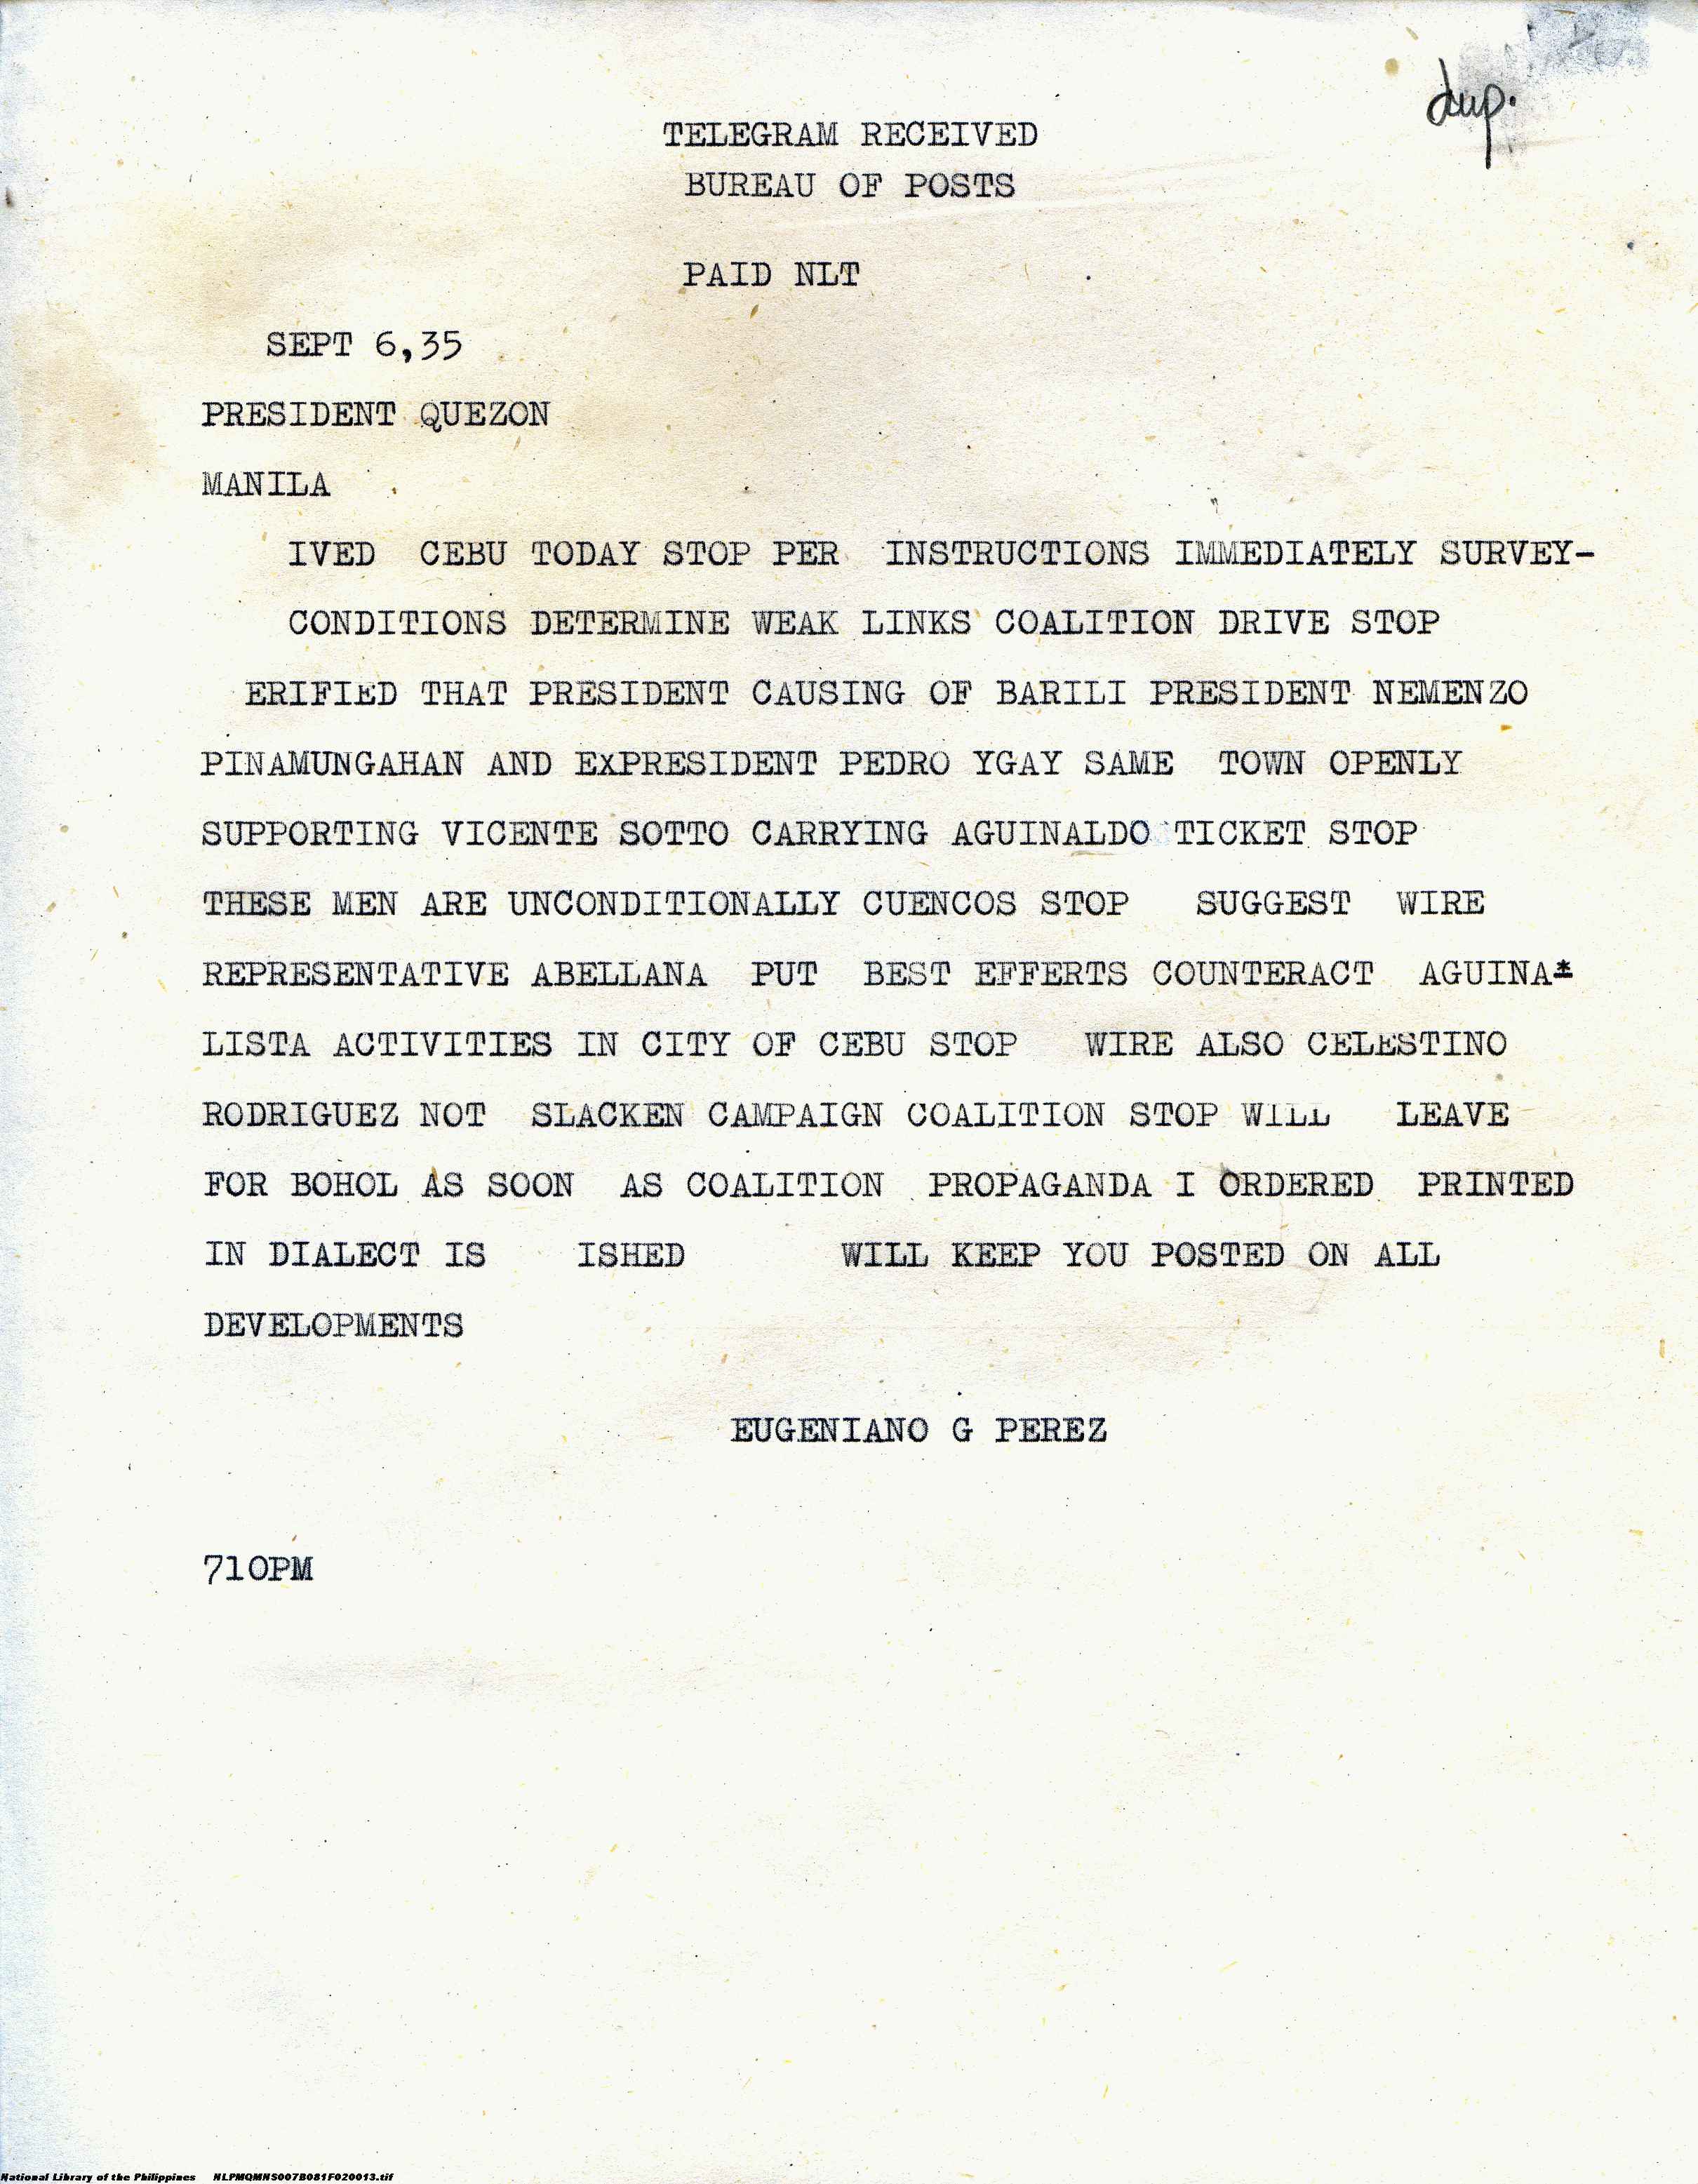 dup.
TELEGRAM RECEIVED
BUREAU OF POSTS
PAID NLT
SEPT 6,35
PRESIDENT QUEZON
MANILA
IVED CEBU TODAY STOP PER INSTRUCTIONS IMMEDIATELY SURVEY-
CONDITIONS DETERMINE WEAK LINKS COALITION DRIVE STOP
ERIFIED THAT PRESIDENT CAUSING OF BARILI PRESIDENT NEMENZO
PINAMUNGAHAN AND EXPRESIDENT PEDRO YGAY SAME TOWN OPENLY
SUPPORTING VICENTE SOTTO CARRYING AGUINALDO TICKET STOP
THESE MEN ARE UNCONDITIONALLY CUENCOS STOP SUGGEST WIRE
REPRESENTATIVE ABELLANA PUT BEST EFFERTS COUNTERACT AGUINA*
LISTA ACTIVITIES IN CITY OF CEBU STOP WIRE ALSO CELESTINO
RODRIGUEZ NOT SLACKEN CAMPAIGN COALITION STOP WILL LEAVE
FOR BOHOL AS SOON AS COALITION PROPAGANDA I ORDERED PRINTED
IN DIALECT IS ISHED WILL KEEP YOU POSTED ON ALL
DEVELOPMENTS
EUGENIANO G PEREZ
710PM
National Library of the Philippines NLPMQMNS007B081F020013.tif